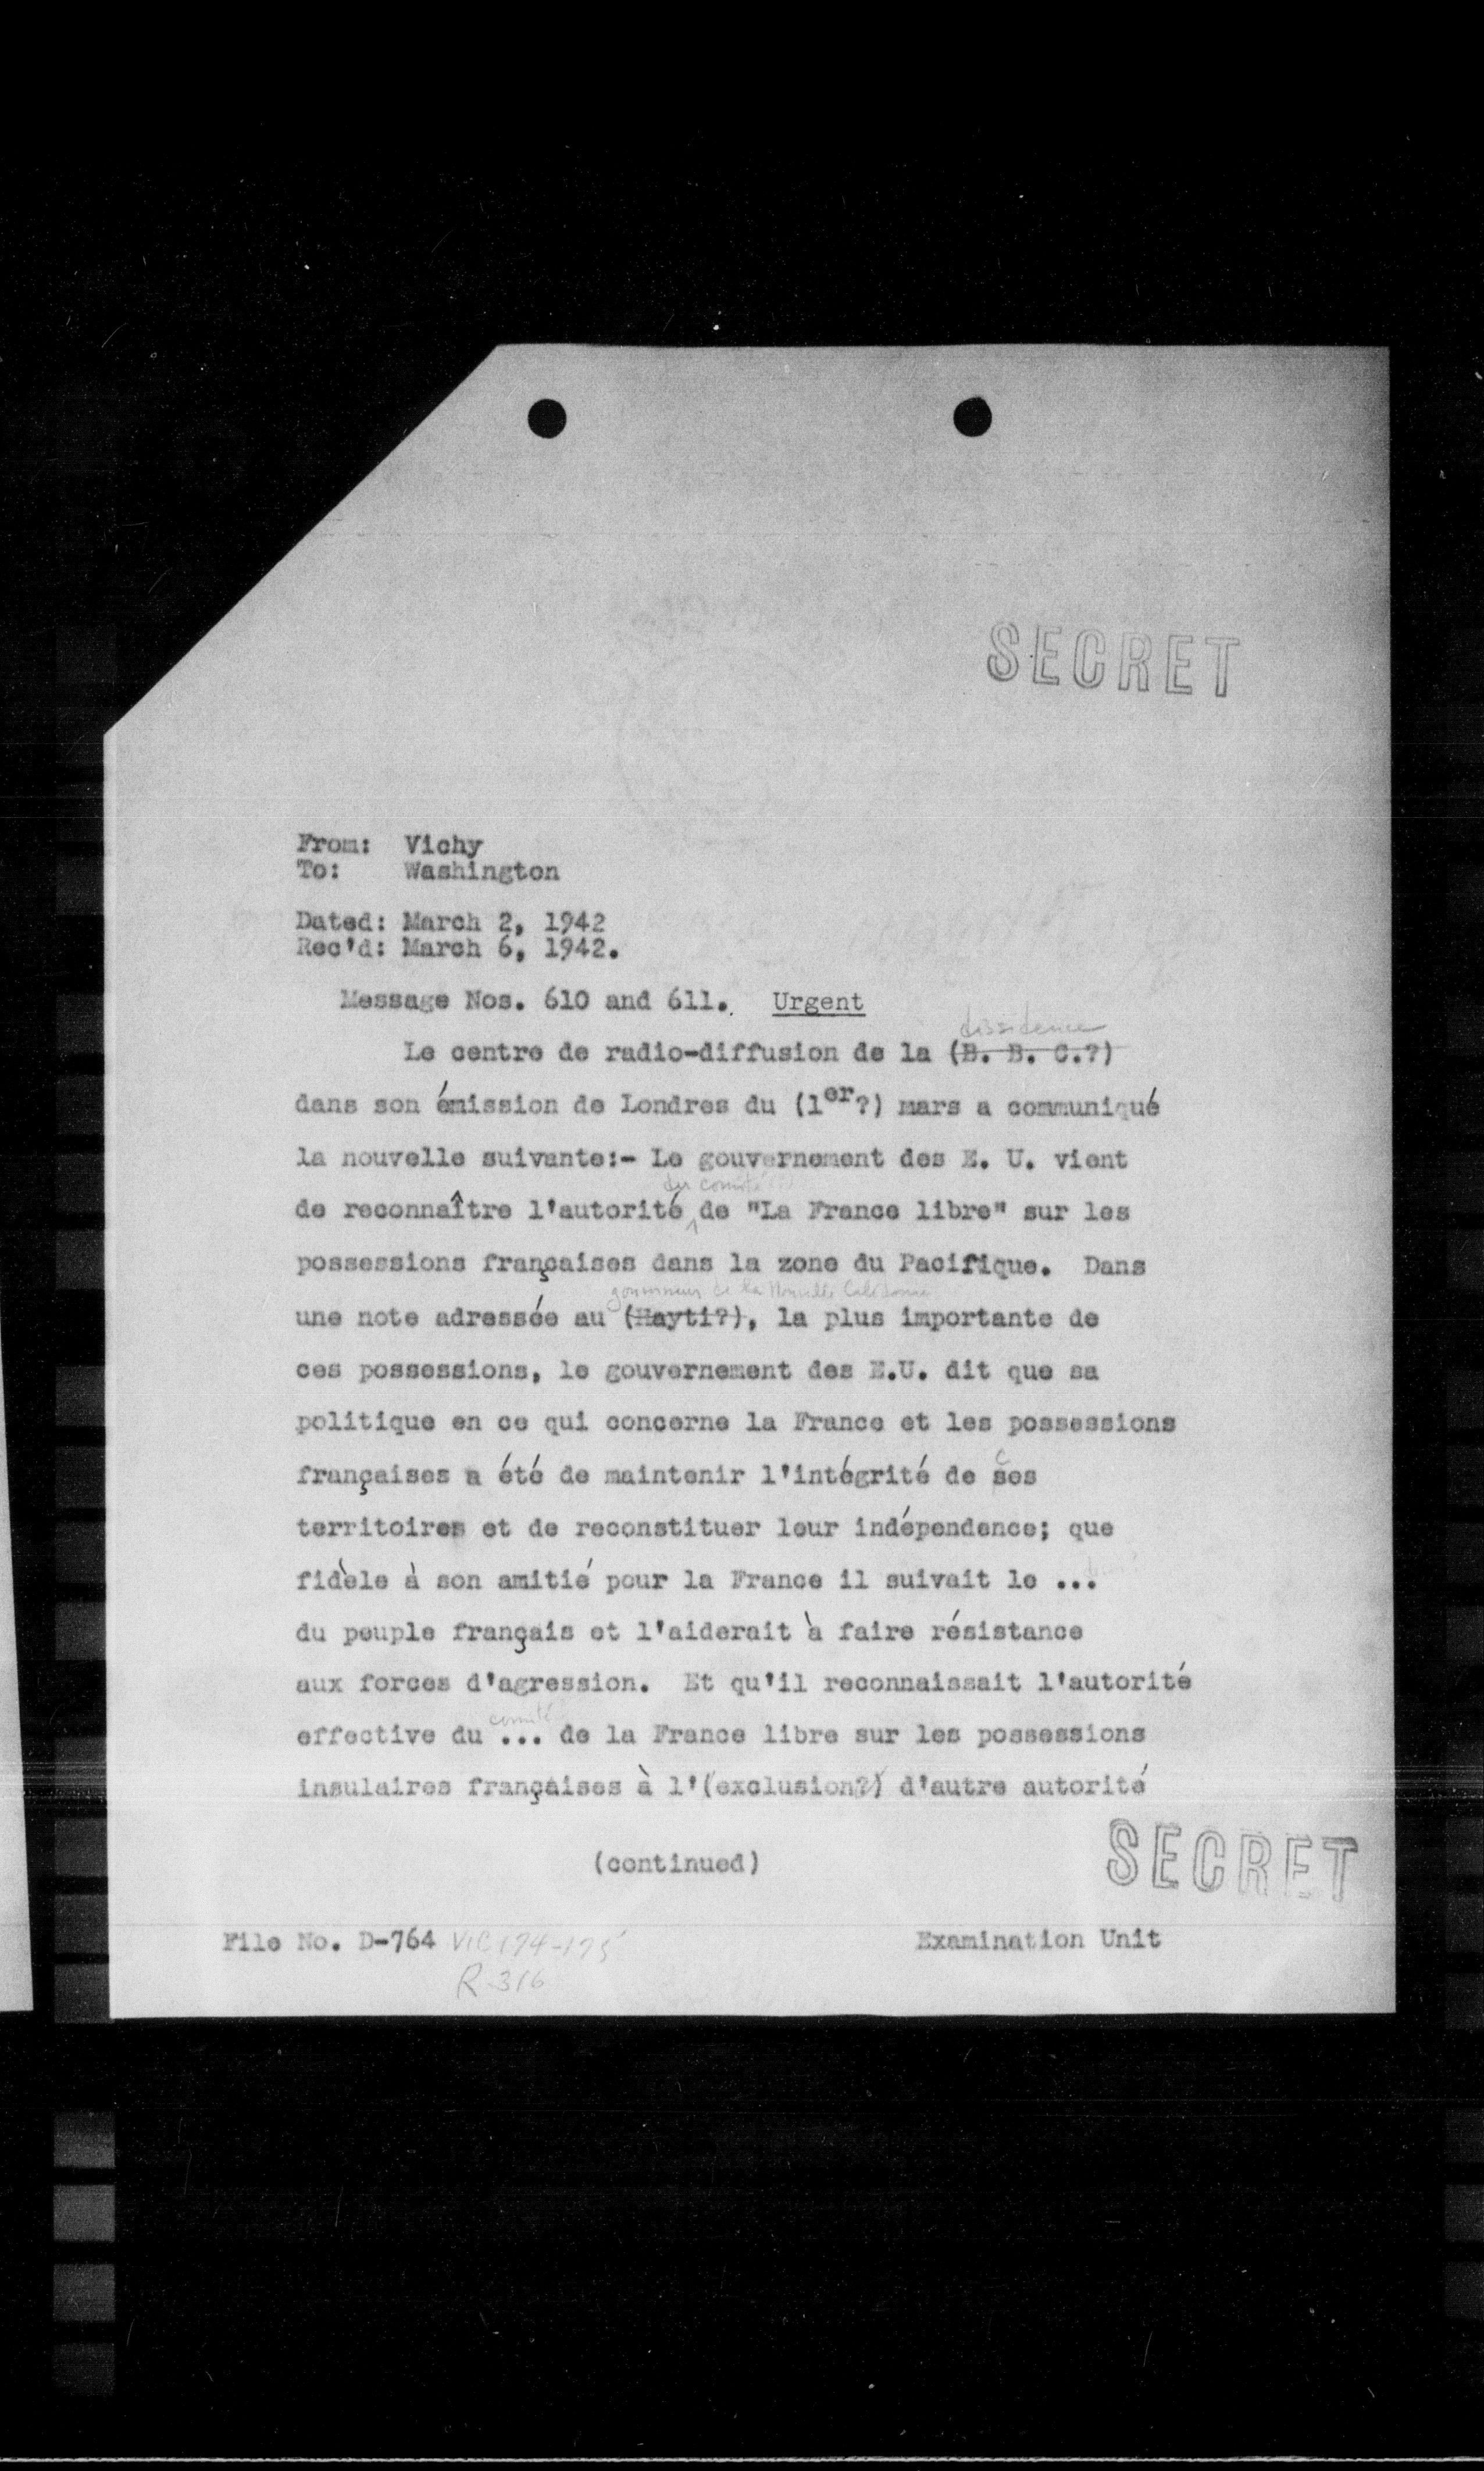 SECRET
From: Vichy
To: Washington
Dated: March 2, 1942
Rec'd: March 6, 1942.
Message Nos. 610 and 611. Urgent
dissidence
Le centre de radio-diffusion de la (B. B. C.?)
dans son émission de Londres du (1er?) mars a communiqué
la nouvelle suivante:- Le gouvernement des E. U. vient
du comité
de reconnaître l'autorité de "La France libre" sur les
possessions françaises dans la zone du Pacifique. Dans
gouverneur de la Nouvelle Calédonie
une note adressée au (Hayti?), la plus importante de
ces possessions, le gouvernement des E.U. dit que sa
politique en ce qui concerne la France et les possessions
françaises a été de maintenir l'intégrité de ses
territoires et de reconstituer leur indépendence; que
fidèle à son amitié pour la France il suivait le ...
du peuple français et l'aiderait à faire résistance
aux forces d'agression. Et qu'il reconnaissait l'autorité
comité
effective du ... de la France libre sur les possessions
insulaires françaises à l'(exclusion?) d'autre autorité
(continued)
SECRET
File No. D-764 VIC 174-175
Examination Unit
R-316